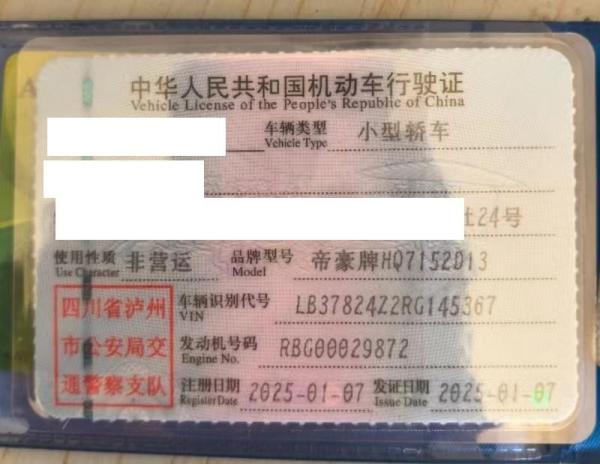 中华人民共和国机动车行驶证
Vehicle License of the People's Republic of China
车辆类型 小型轿车
Vehicle Type
24号
使用性质 非营运 品牌型号 帝豪牌HQ7152D13
Use Character Model
四川省泸州 车辆识别代号 LB37824Z2RG145367
VIN
市公安局交 发动机号码 RBG00029872
Engine No.
通警察支队 注册日期 2025-01-07 发证日期 2025-01-07
Register Date Issue Date